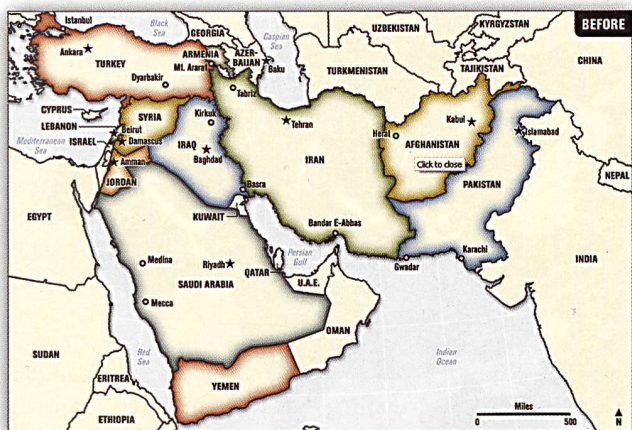 BEFORE
Istanbul
Black
Sea
GEORGIA
Caspian
Sea
UZBEKISTAN
KYRGYZSTAN
Ankara
TURKEY
ARMENIA
AZER-
BAIJAN
Baku
Mt. Ararat
TURKMENISTAN
TAJIKISTAN
CHINA
Diyarbakir
Tabriz
CYPRUS
SYRIA
Kirkuk
Tehran
Herat
Kabul
Islamabad
LEBANON
Beirut
Mediterranean
Sea
ISRAEL
Damascus
IRAQ
Baghdad
IRAN
AFGHANISTAN
Click to close
Amman
JORDAN
PAKISTAN
NEPAL
Basra
EGYPT
KUWAIT
Bandar E-Abbas
Medina
Riyadh
SAUDI ARABIA
QATAR
Persian
Gulf
U.A.E.
Gwadar
Karachi
INDIA
Mecca
OMAN
SUDAN
Red
Sea
Indian
Ocean
ERITREA
YEMEN
ETHIOPIA
Miles
0
500
N